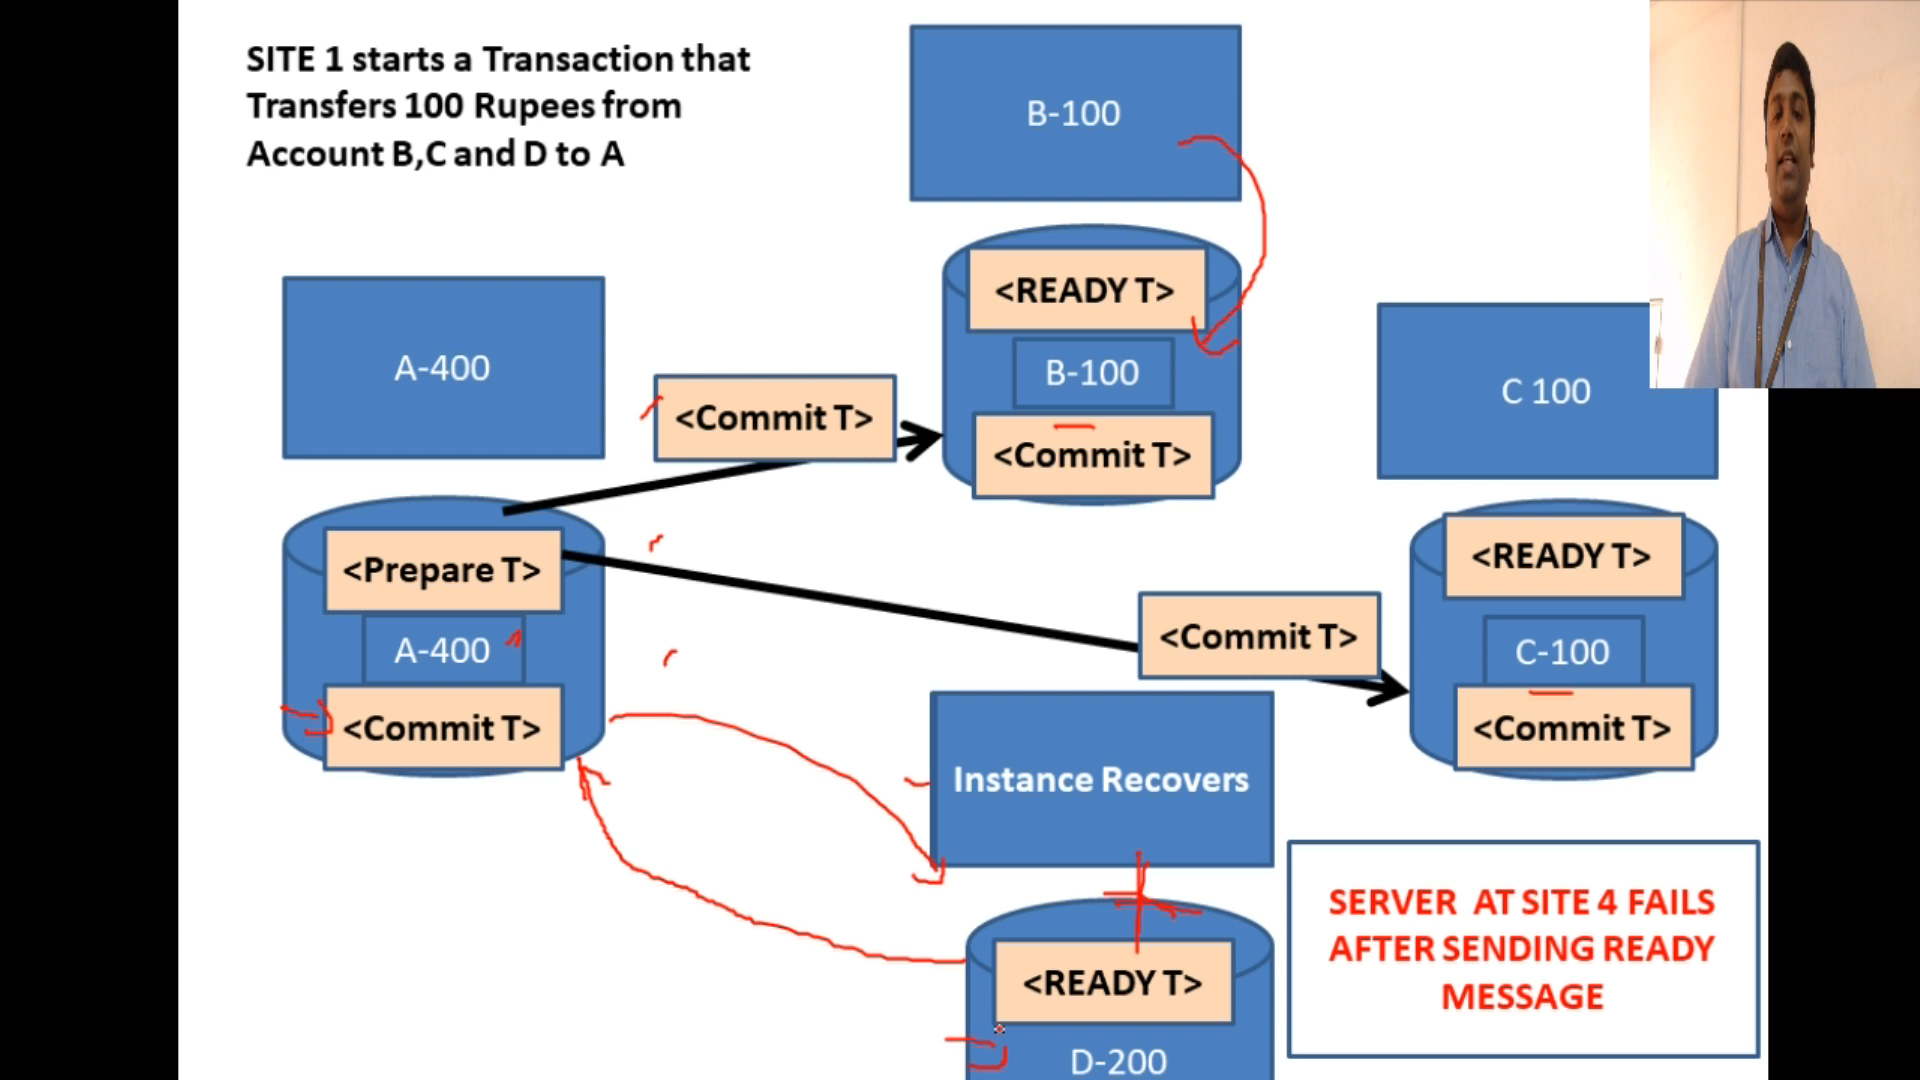 SITE 1 starts a Transaction that
Transfers 100 Rupees from
Account B,C and D to A
B-100
<READY T>
B-100
<Commit T>
A-400
<Commit T>
C 100
<Prepare T>
A-400
<Commit T>
<READY T>
C-100
<Commit T>
<Commit T>
Instance Recovers
SERVER AT SITE 4 FAILS
AFTER SENDING READY
MESSAGE
<READY T>
D-200